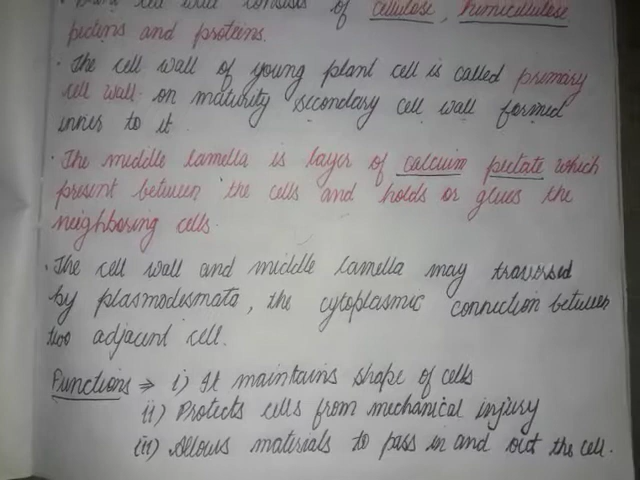 • Plant cell wall consists of cellulose, hemicellulose
pectins and proteins.
• The cell wall of young plant cell is called primary
cell wall on maturity secondary cell wall formed
inner to it.
• The middle lamella is layer of calcium pectate which
present between the cells and holds or glues the
neighboring cells.
• The cell wall and middle lamella may traversed
by plasmodesmata, the cytoplasmic connection between
two adjacent cell.
Functions ⇒ i) It maintains shape of cells
ii) Protects cells from mechanical injury
iii) Allows materials to pass in and out the cell.